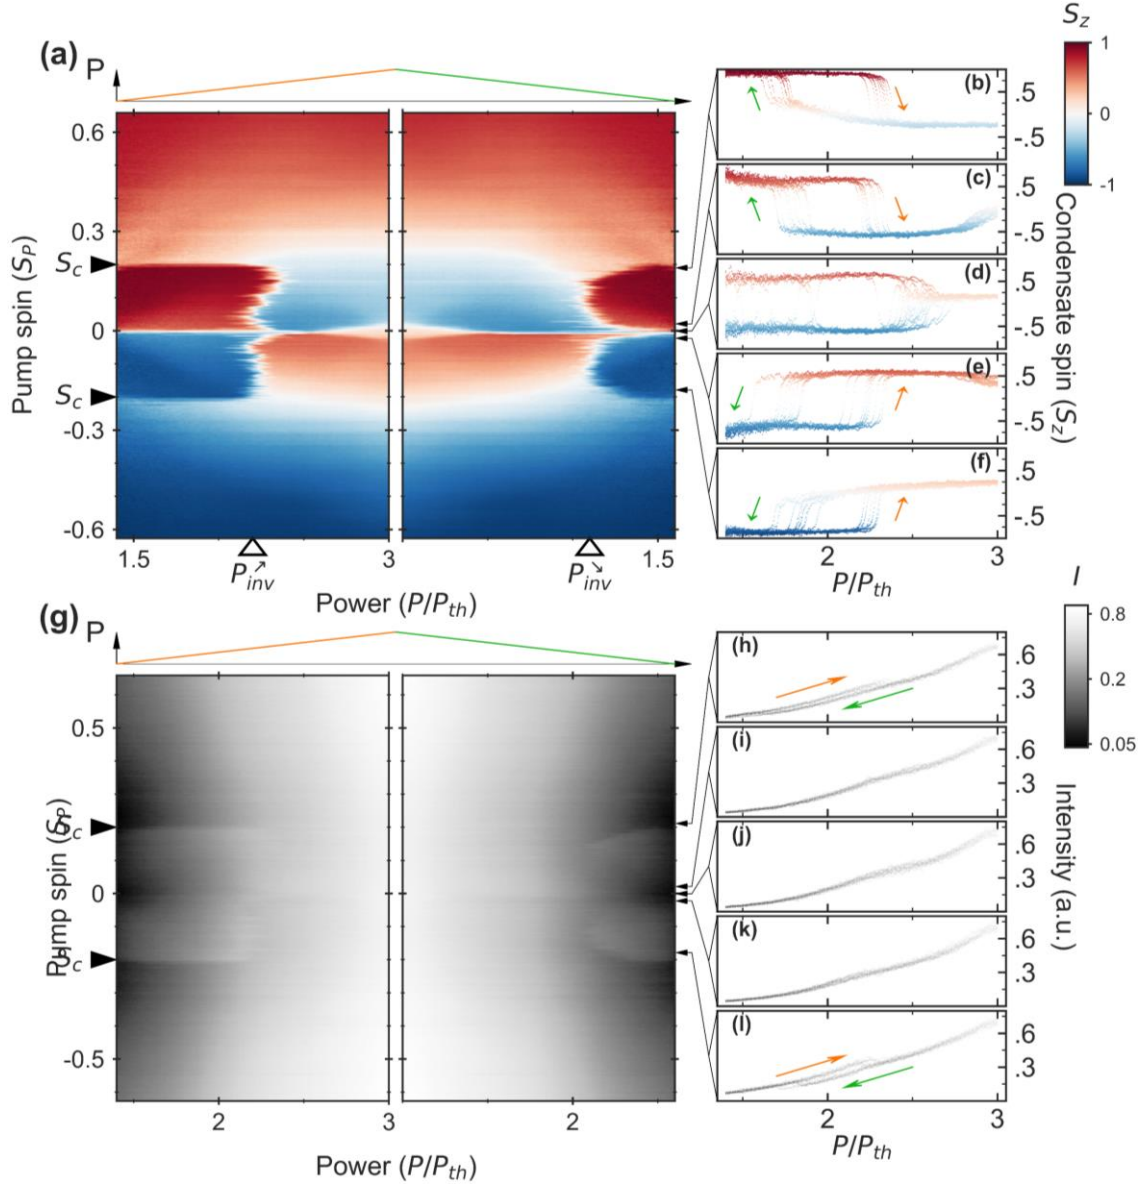 (a)
P
S_z
1
0
-1
Pump spin (S_P)
0.6
0.3
S_c
0
S_c
-0.3
-0.6
1.5
3
1.5
P_inv^↗
P_inv^↘
Power (P/P_th)
(b)
.5
-.5
(c)
.5
-.5
(d)
.5
-.5
(e)
.5
-.5
(f)
.5
-.5
2
3
P/P_th
Condensate spin (S_z)
(g)
P
I
0.8
0.2
0.05
Pump spin (S_P)
0.5
S_c
0
S_c
-0.5
2
3
2
Power (P/P_th)
(h)
.6
.3
(i)
.6
.3
(j)
.6
.3
(k)
.6
.3
(l)
.6
.3
2
3
P/P_th
Intensity (a.u.)